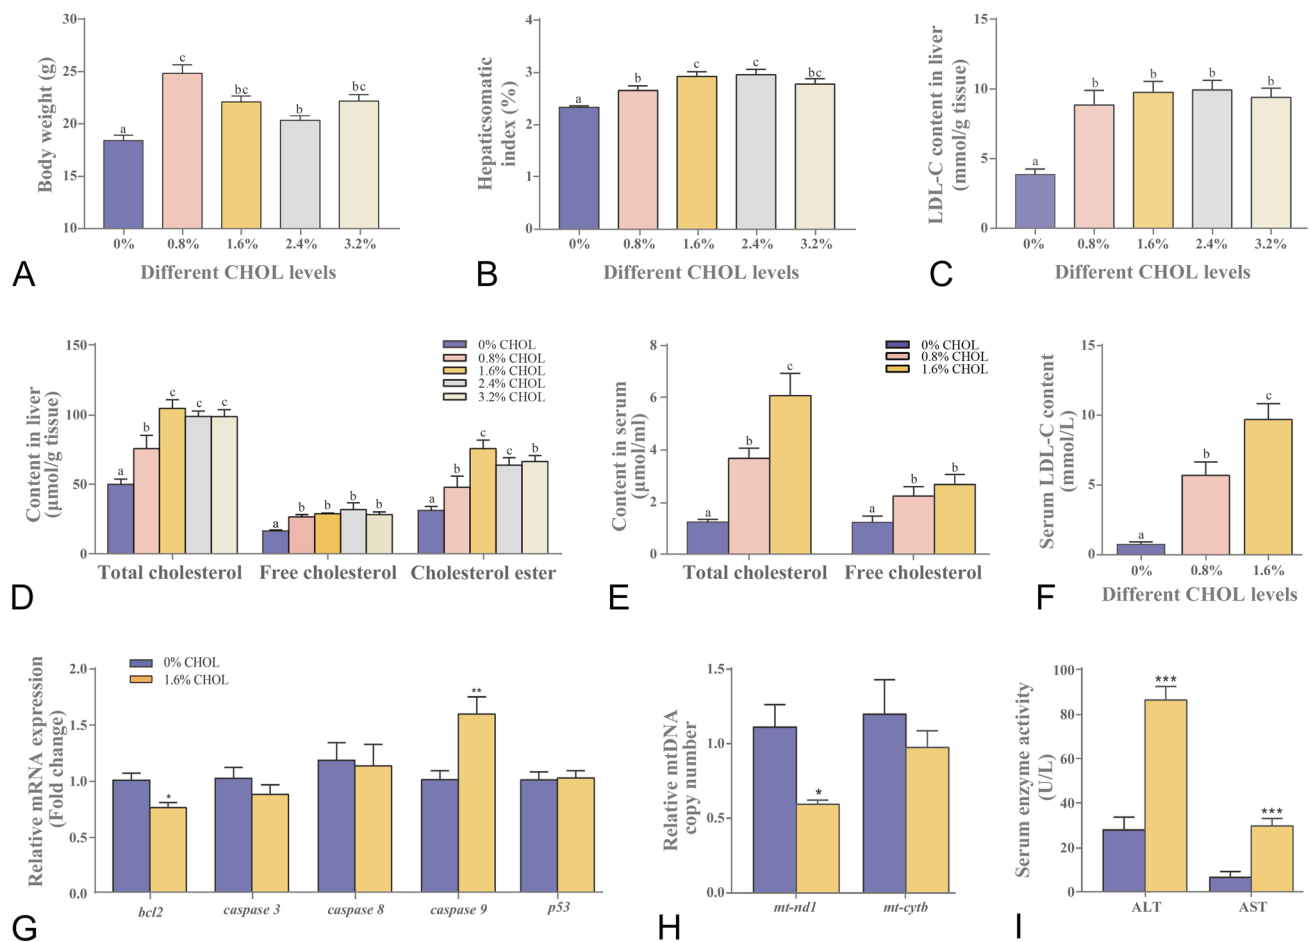 30
25
20
15
10
Body weight (g)
a
c
bc
b
bc
0%
0.8%
1.6%
2.4%
3.2%
Different CHOL levels
A
4
3
2
1
0
Hepaticsomatic
index (%)
a
b
c
c
bc
0%
0.8%
1.6%
2.4%
3.2%
Different CHOL levels
B
15
10
5
0
LDL-C content in liver
(mmol/g tissue)
a
b
b
b
b
0%
0.8%
1.6%
2.4%
3.2%
Different CHOL levels
C
150
100
50
0
Content in liver
(μmol/g tissue)
0% CHOL
0.8% CHOL
1.6% CHOL
2.4% CHOL
3.2% CHOL
a
b
c
c
c
a
b
b
b
b
a
b
c
c
b
Total cholesterol
Free cholesterol
Cholesterol ester
D
8
6
4
2
0
Content in serum
(μmol/ml)
0% CHOL
0.8% CHOL
1.6% CHOL
a
b
c
a
b
b
Total cholesterol
Free cholesterol
E
15
10
5
0
Serum LDL-C content
(mmol/L)
a
b
c
0%
0.8%
1.6%
Different CHOL levels
F
2.0
1.5
1.0
0.5
0.0
Relative mRNA expression
(Fold change)
0% CHOL
1.6% CHOL
*
**
bcl2
caspase 3
caspase 8
caspase 9
p53
G
1.5
1.0
0.5
0.0
Relative mtDNA
copy number
*
mt-nd1
mt-cytb
H
100
80
60
40
20
0
Serum enzyme activity
(U/L)
***
***
ALT
AST
I